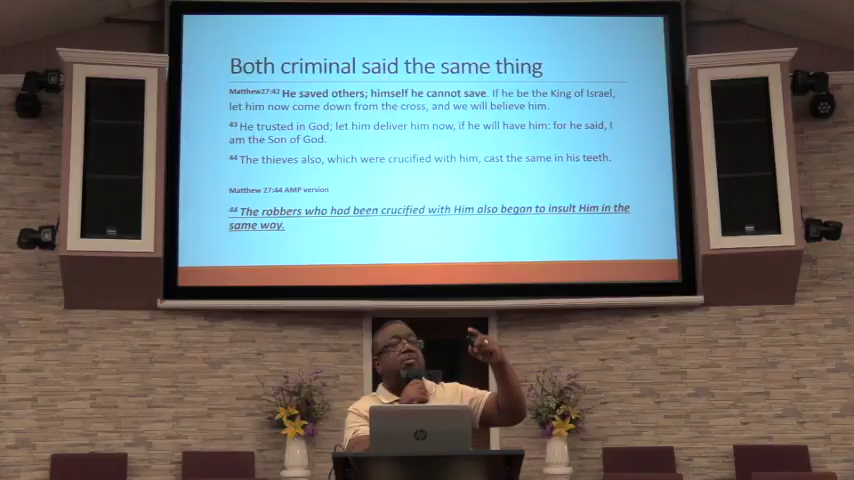 Both criminal said the same thing
Matthew27:42 He saved others; himself he cannot save. If he be the King of Israel,
let him now come down from the cross, and we will believe him.
43 He trusted in God; let him deliver him now, if he will have him: for he said, I
am the Son of God.
44 The thieves also, which were crucified with him, cast the same in his teeth.
Matthew 27:44 AMP version
44 The robbers who had been crucified with Him also began to insult Him in the
same way.
hp